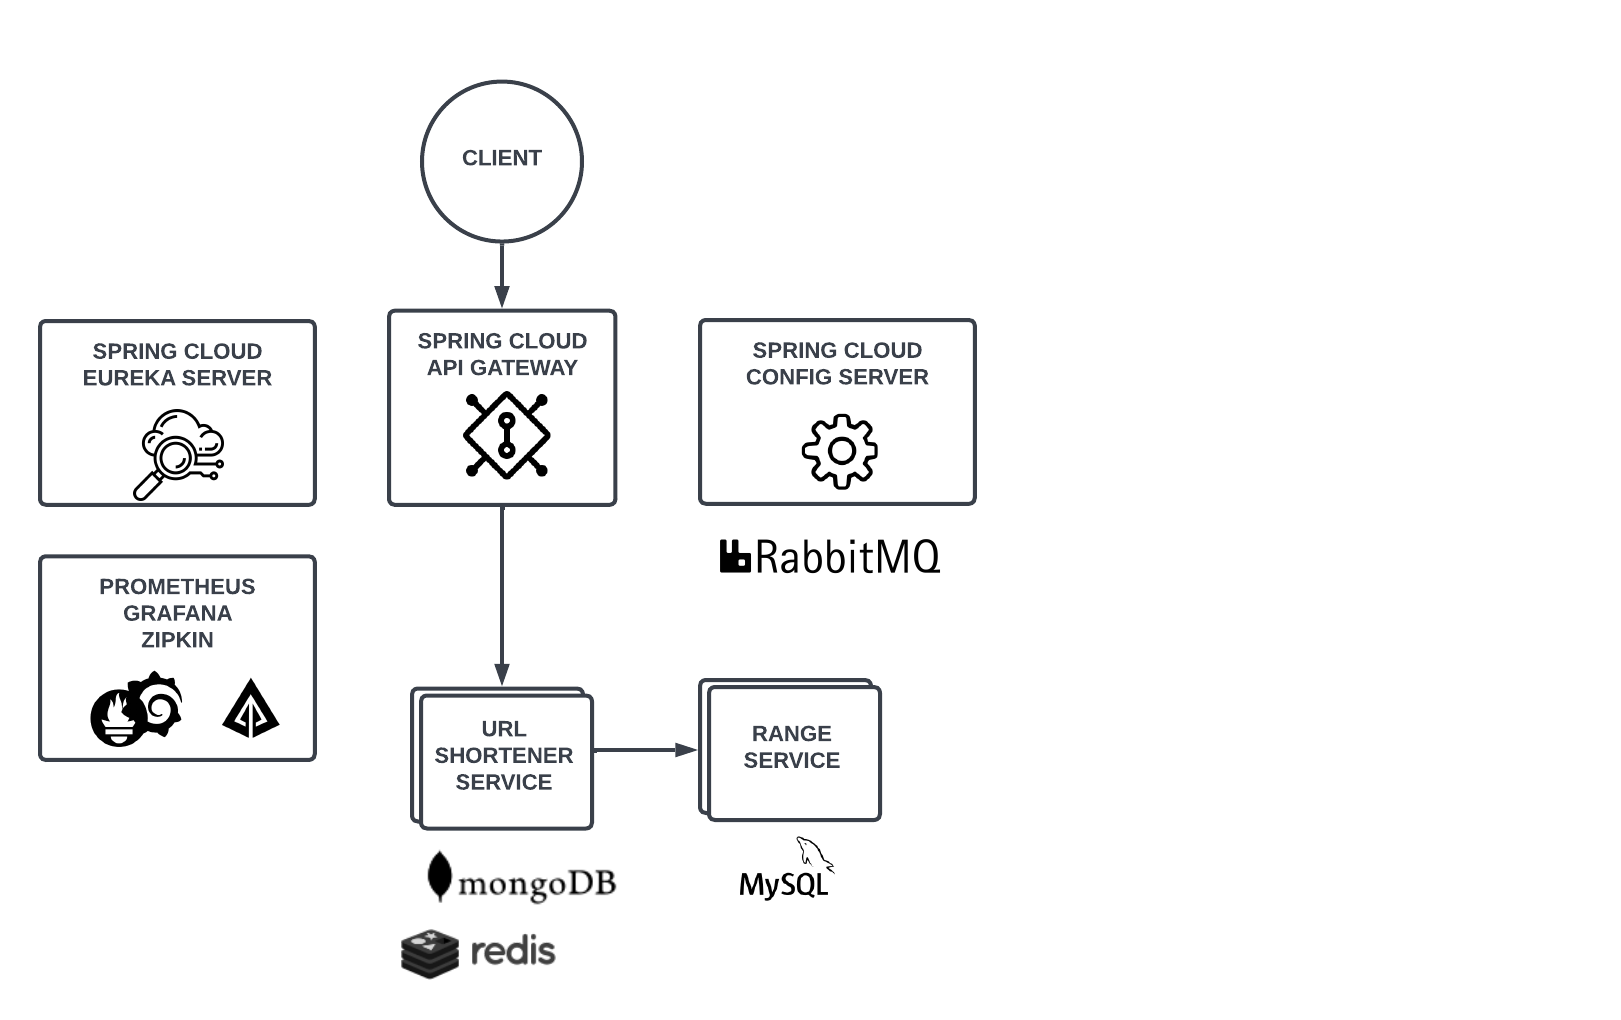 CLIENT
SPRING CLOUD
EUREKA SERVER
SPRING CLOUD
API GATEWAY
SPRING CLOUD
CONFIG SERVER
RabbitMQ
PROMETHEUS
GRAFANA
ZIPKIN
URL
SHORTENER
SERVICE
RANGE
SERVICE
mongoDB
MySQL
redis